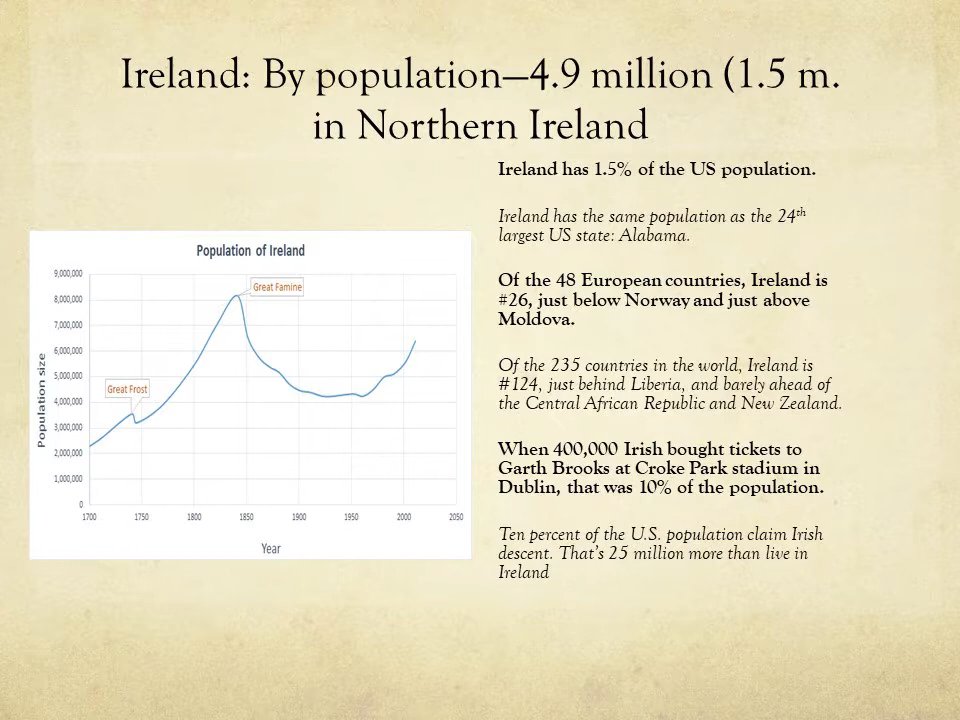 Ireland: By population—4.9 million (1.5 m.
in Northern Ireland
Ireland has 1.5% of the US population.
Ireland has the same population as the 24th
largest US state: Alabama.
Of the 48 European countries, Ireland is
#26, just below Norway and just above
Moldova.
Of the 235 countries in the world, Ireland is
#124, just behind Liberia, and barely ahead of
the Central African Republic and New Zealand.
When 400,000 Irish bought tickets to
Garth Brooks at Croke Park stadium in
Dublin, that was 10% of the population.
Ten percent of the U.S. population claim Irish
descent. That's 25 million more than live in
Ireland
Population of Ireland
9,000,000
8,000,000
7,000,000
6,000,000
5,000,000
4,000,000
3,000,000
2,000,000
1,000,000
0
Population size
Great Famine
Great Frost
1700 1750 1800 1850 1900 1950 2000 2050
Year